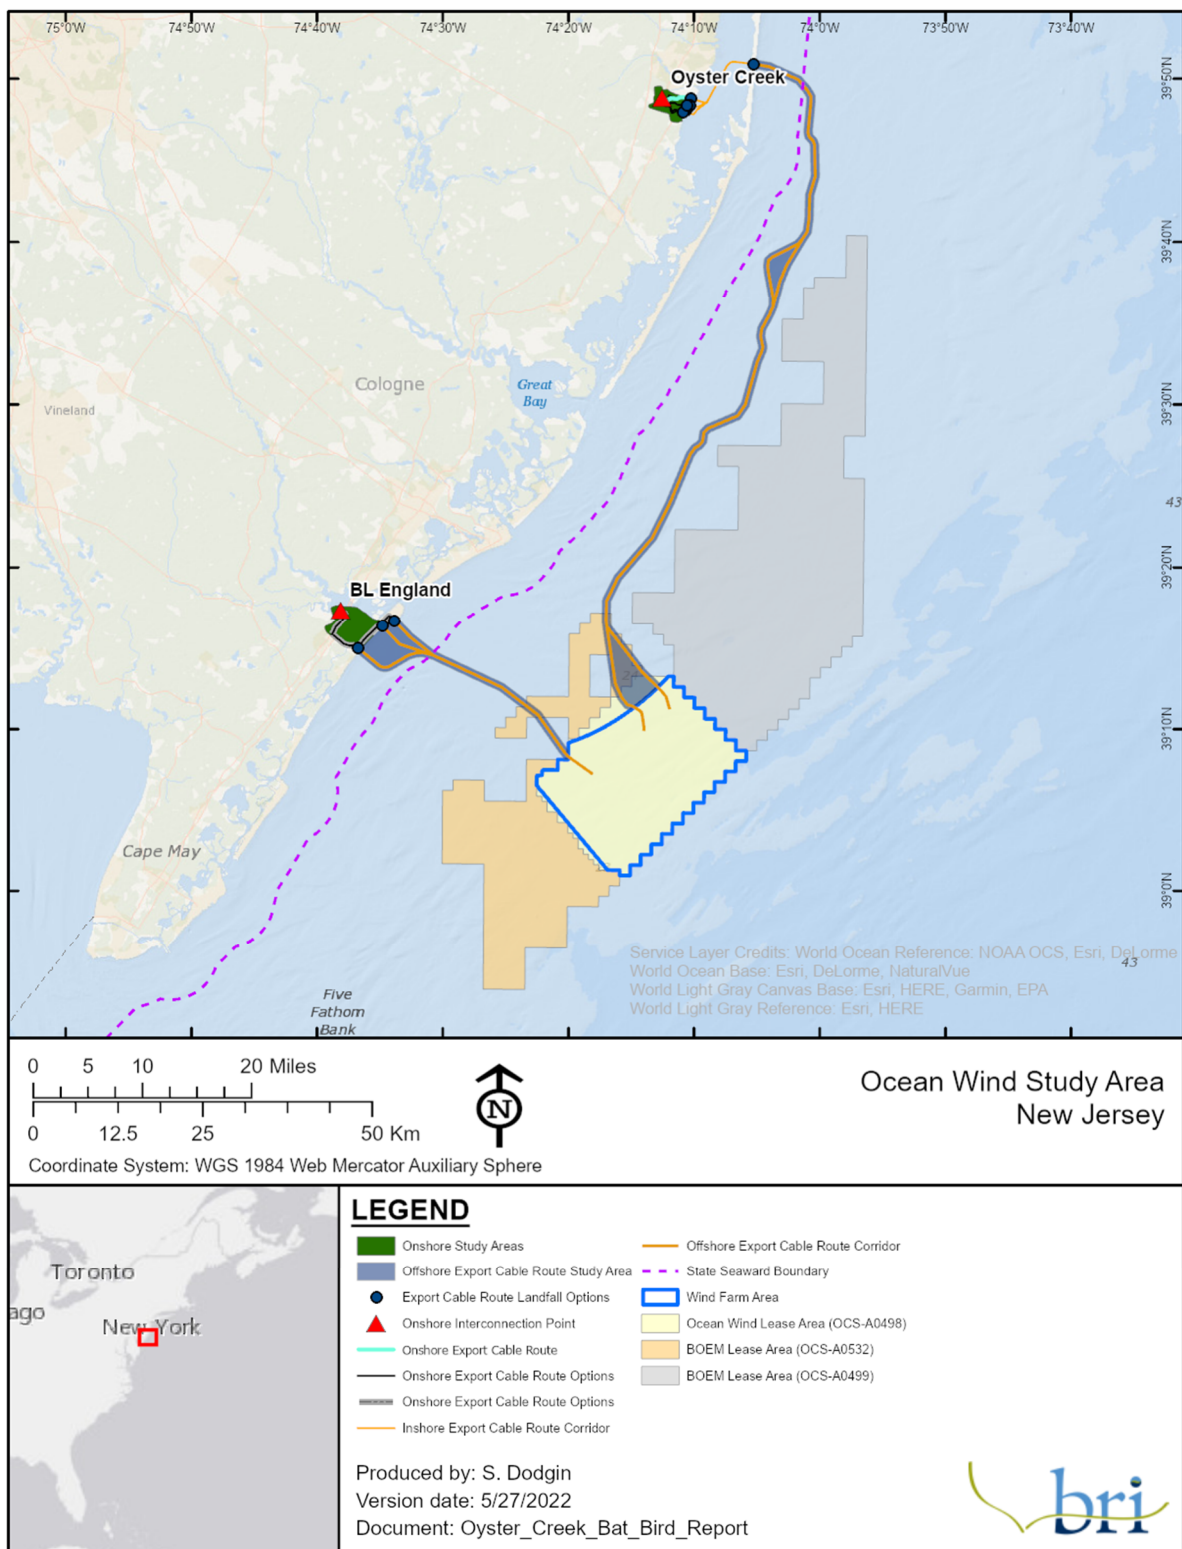 75°0'W 74°50'W 74°40'W 74°30'W 74°20'W 74°10'W 74°0'W 73°50'W 73°40'W
39°50'N
Oyster Creek
39°40'N
Cologne
Great
Bay
Vineland
39°30'N
43
39°20'N
BL England
39°10'N
Cape May
39°0'N
Service Layer Credits: World Ocean Reference: NOAA OCS, Esri, DeLorme
43
World Ocean Base: Esri, DeLorme, NaturalVue
World Light Gray Canvas Base: Esri, HERE, Garmin, EPA
World Light Gray Reference: Esri, HERE
Five
Fathom
Bank
0 5 10 20 Miles
0 12.5 25 50 Km
N
Coordinate System: WGS 1984 Web Mercator Auxiliary Sphere
Ocean Wind Study Area
New Jersey
Toronto
ago
New York
LEGEND
Onshore Study Areas
Offshore Export Cable Route Study Area
Export Cable Route Landfall Options
Onshore Interconnection Point
Onshore Export Cable Route
Onshore Export Cable Route Options
Onshore Export Cable Route Options
Inshore Export Cable Route Corridor
Offshore Export Cable Route Corridor
State Seaward Boundary
Wind Farm Area
Ocean Wind Lease Area (OCS-A0498)
BOEM Lease Area (OCS-A0532)
BOEM Lease Area (OCS-A0499)
Produced by: S. Dodgin
Version date: 5/27/2022
Document: Oyster_Creek_Bat_Bird_Report
bri